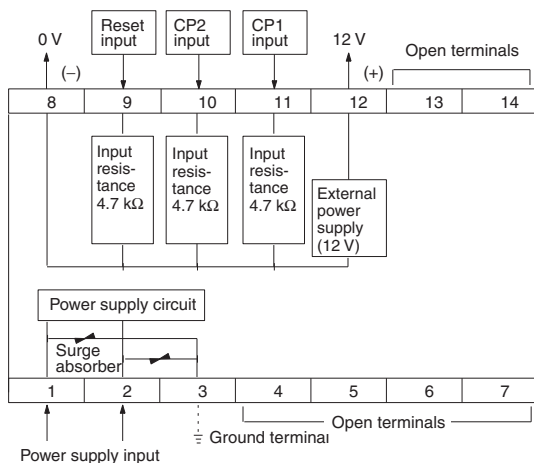 0 V
(–)
Reset
input
CP2
input
CP1
input
12 V
(+)
Open terminals
8 9 10 11 12 13 14
Input
resis-
tance
4.7 kΩ
Input
resis-
tance
4.7 kΩ
Input
resis-
tance
4.7 kΩ
External
power
supply
(12 V)
Power supply circuit
Surge
absorber
1 2 3 4 5 6 7
Open terminals
Ground terminal
Power supply input